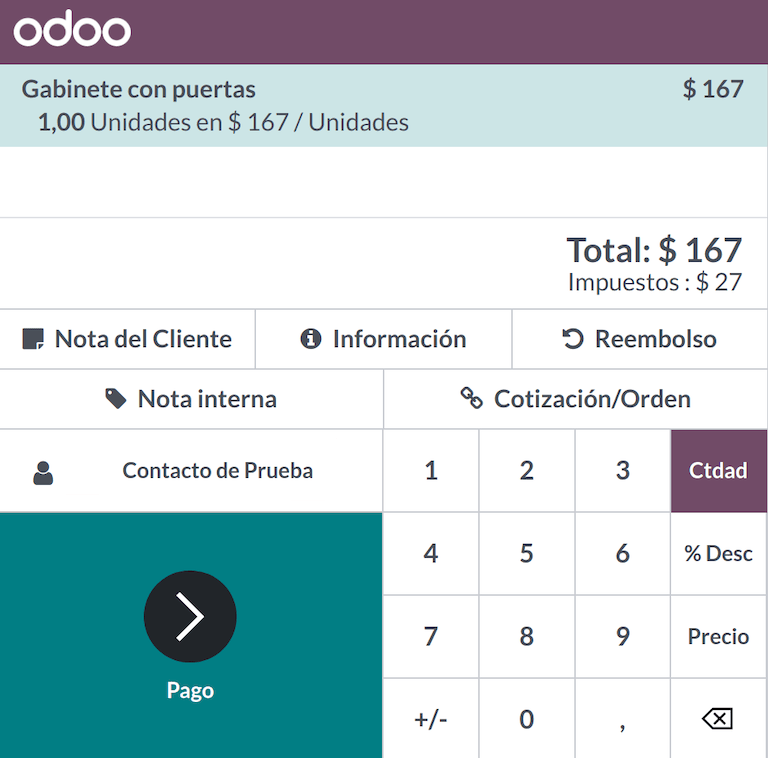 odoo
Gabinete con puertas $ 167
1,00 Unidades en $ 167 / Unidades
Total: $ 167
Impuestos : $ 27
Nota del Cliente Información Reembolso
Nota interna Cotización/Orden
Contacto de Prueba 1 2 3 Ctdad
4 5 6 % Desc
7 8 9 Precio
Pago
+/- 0 ,